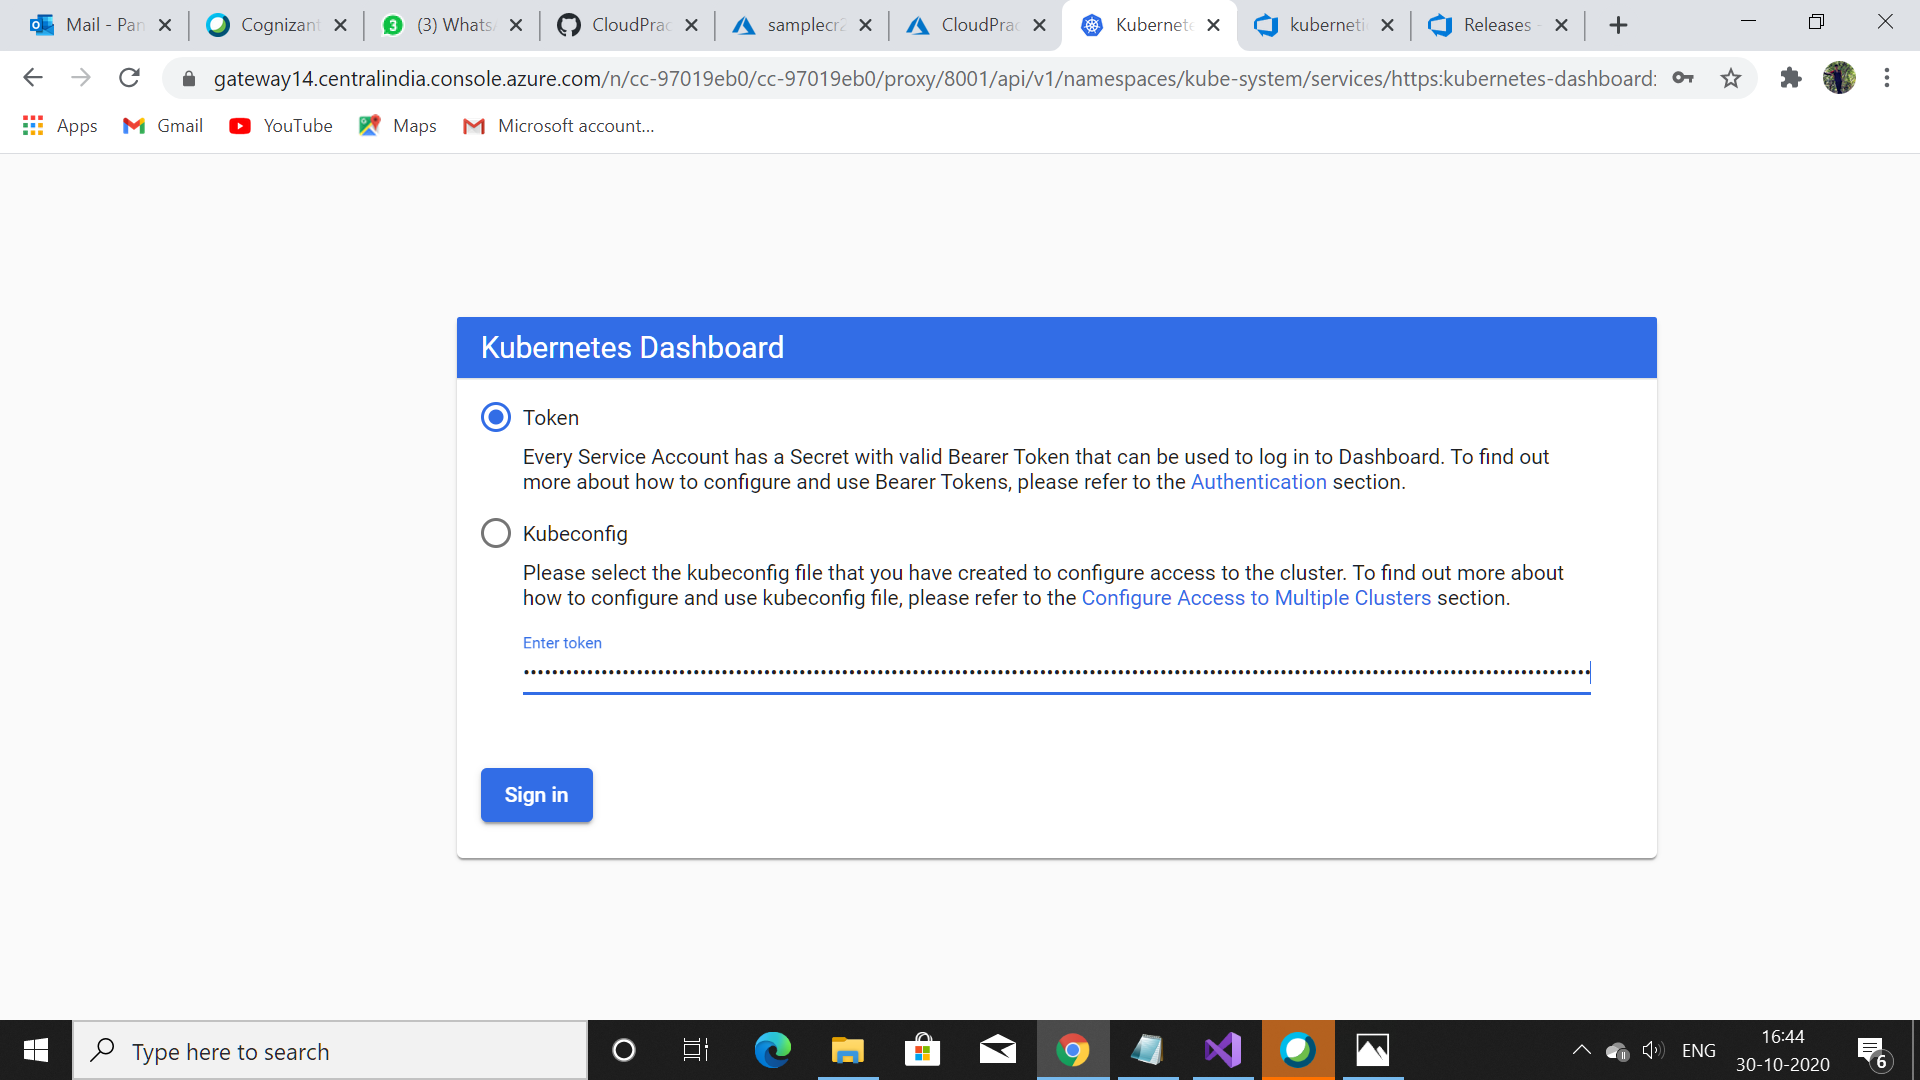 Mail - Pan
Cognizant
3
(3) Whats
CloudPrac
samplecr2
CloudPrac
Kubernete
kuberneti
Releases -
gateway14.centralindia.console.azure.com/n/cc-97019eb0/cc-97019eb0/proxy/8001/api/v1/namespaces/kube-system/services/https:kubernetes-dashboard:
Apps
Gmail
YouTube
Maps
Microsoft account...
Kubernetes Dashboard
Token
Every Service Account has a Secret with valid Bearer Token that can be used to log in to Dashboard. To find out
more about how to configure and use Bearer Tokens, please refer to the Authentication section.
Kubeconfig
Please select the kubeconfig file that you have created to configure access to the cluster. To find out more about
how to configure and use kubeconfig file, please refer to the Configure Access to Multiple Clusters section.
Enter token
Sign in
Type here to search
ENG
16:44
30-10-2020
6